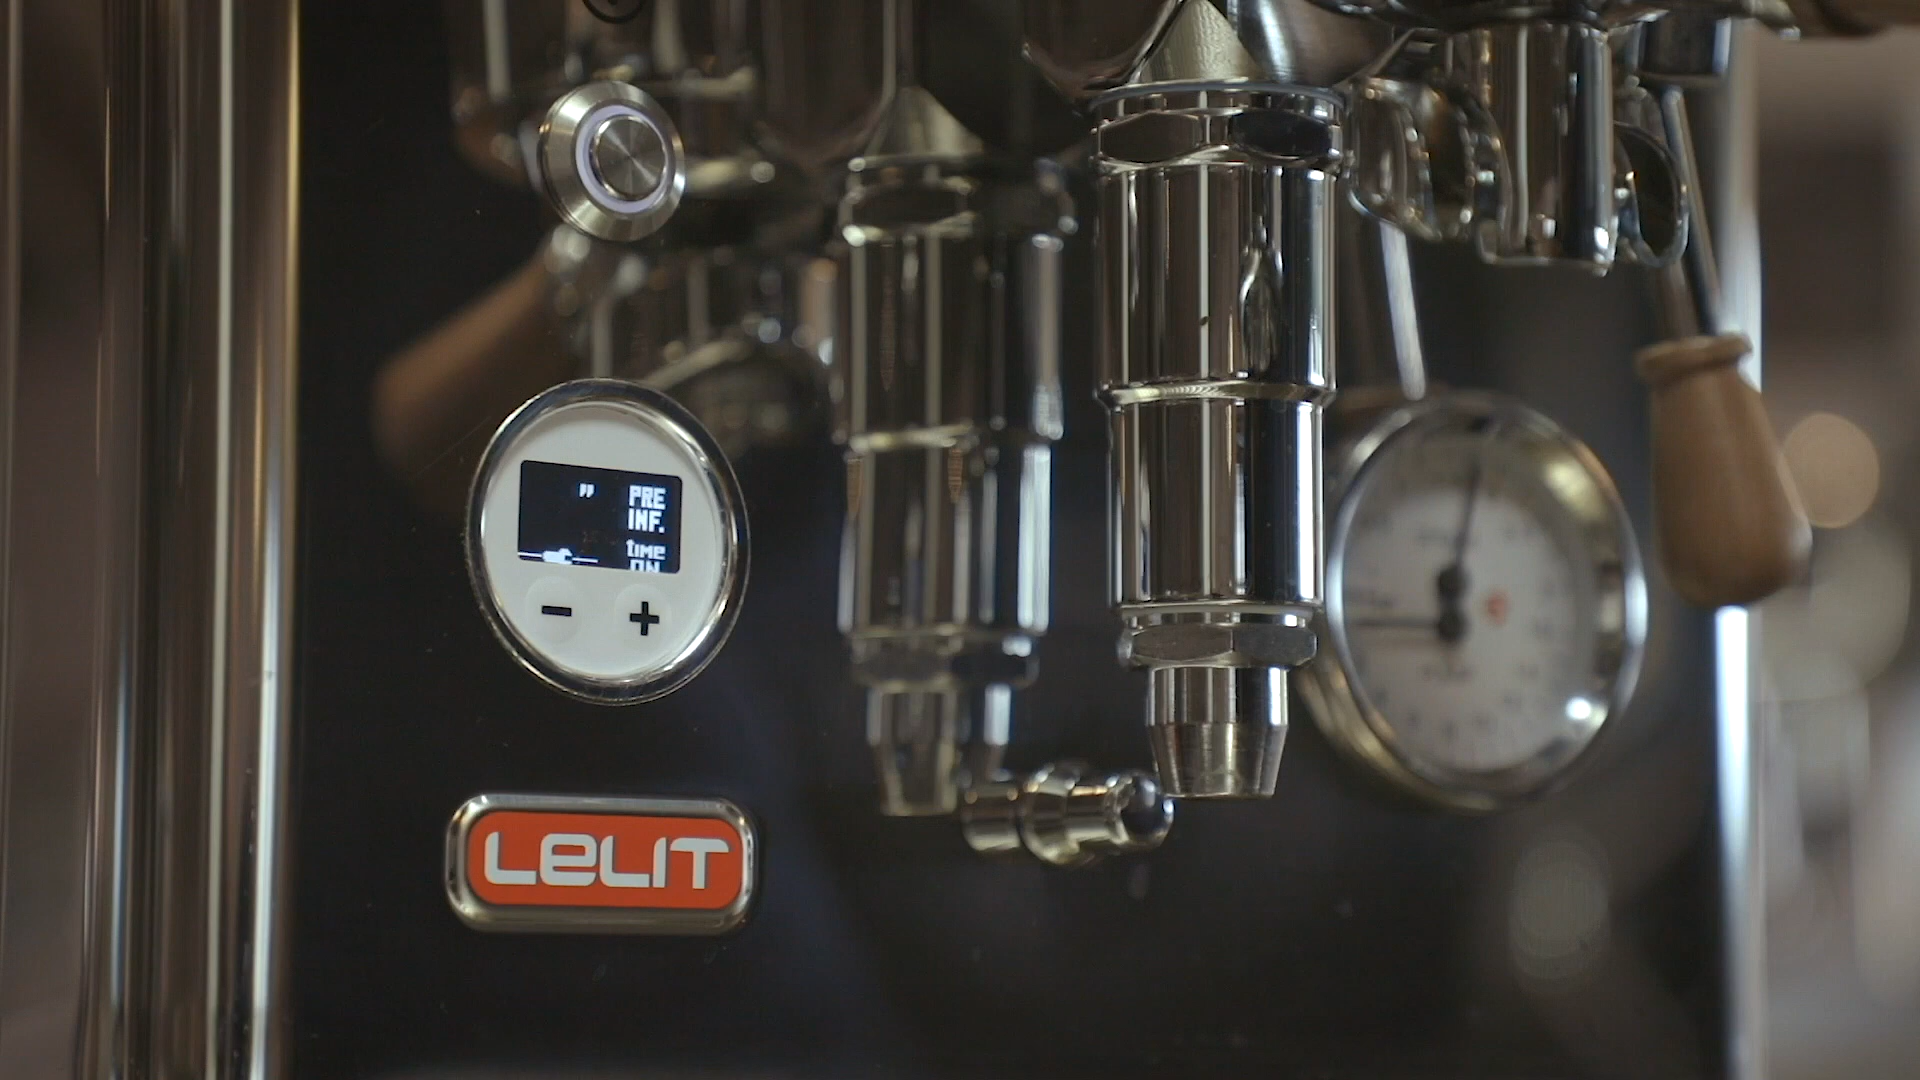 ” PRE
INF.
time
ON
− +
LELIT